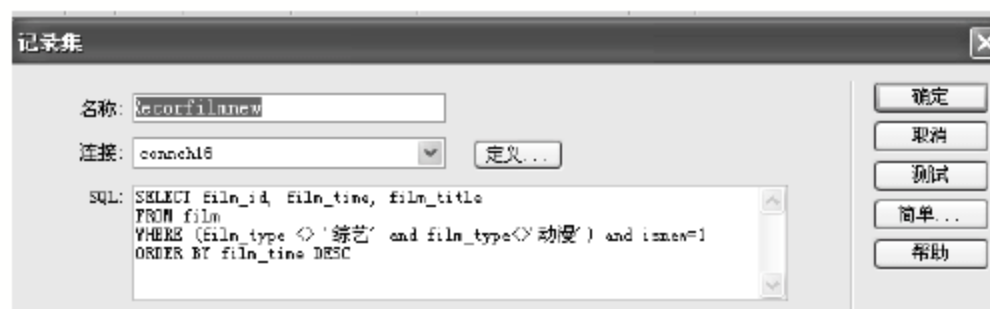 记录集
名称: Recorfilmnew
连接: connch16 定义...
SQL: SELECT film_id, film_time, film_title
FROM film
WHERE (film_type <> '综艺' and film_type<>'动漫') and isnew=1
ORDER BY film_time DESC
确定
取消
测试
简单...
帮助